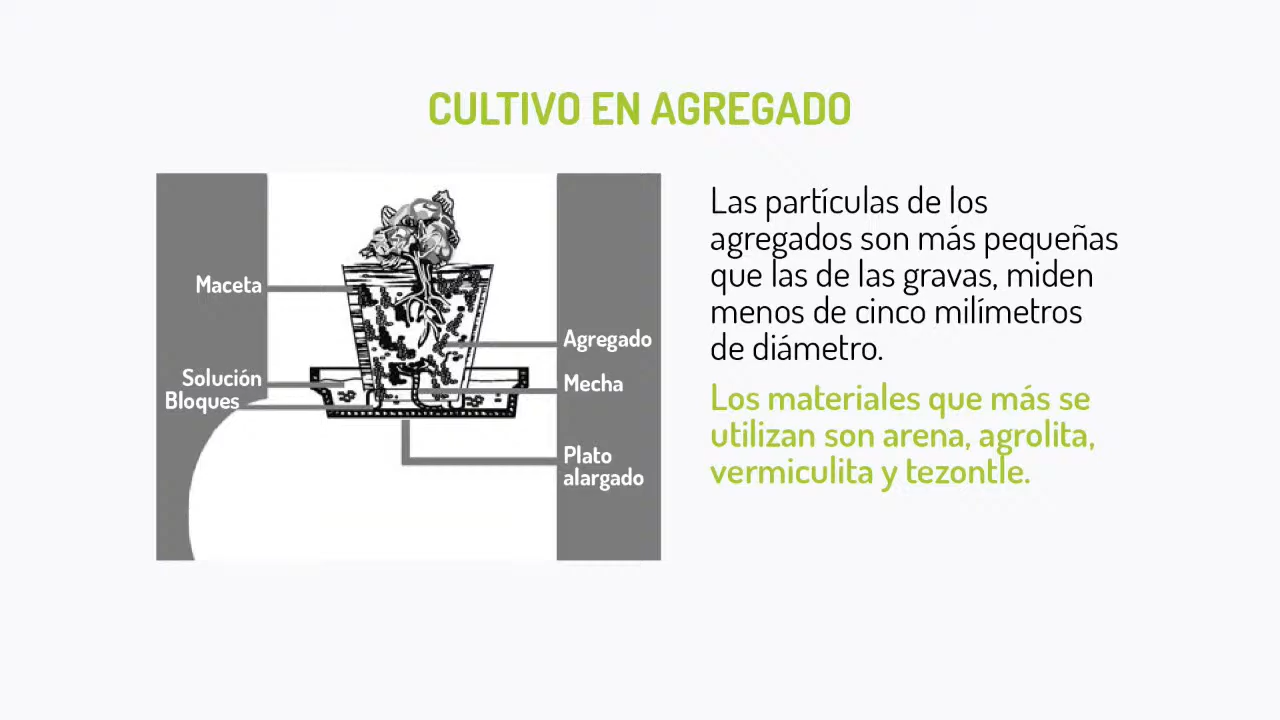 CULTIVO EN AGREGADO
Maceta
Solución
Bloques
Agregado
Mecha
Plato
alargado
Las partículas de los
agregados son más pequeñas
que las de las gravas, miden
menos de cinco milímetros
de diámetro.
Los materiales que más se
utilizan son arena, agrolita,
vermiculita y tezontle.